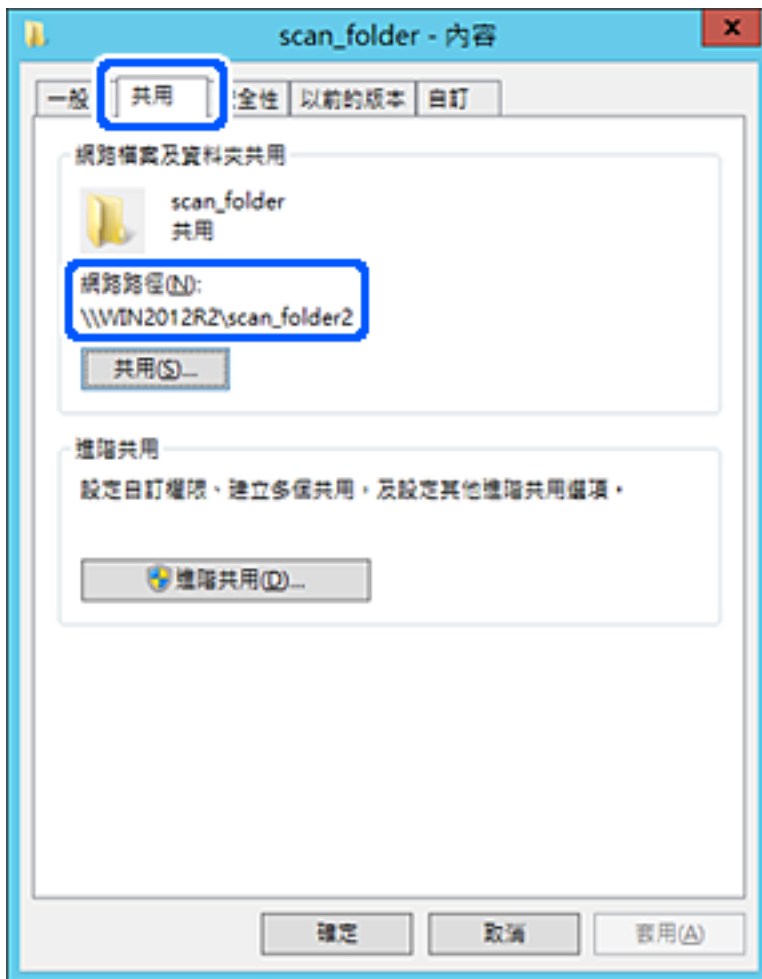 scan_folder - 內容
x
一般 共用 全性 以前的版本 自訂
網路檔案及資料夾共用
scan_folder
共用
網路路徑(N):
\\WIN2012R2\scan_folder2
共用(S)...
進階共用
設定自訂權限、建立多個共用，及設定其他進階共用選項。
進階共用(D)...
確定 取消 套用(A)